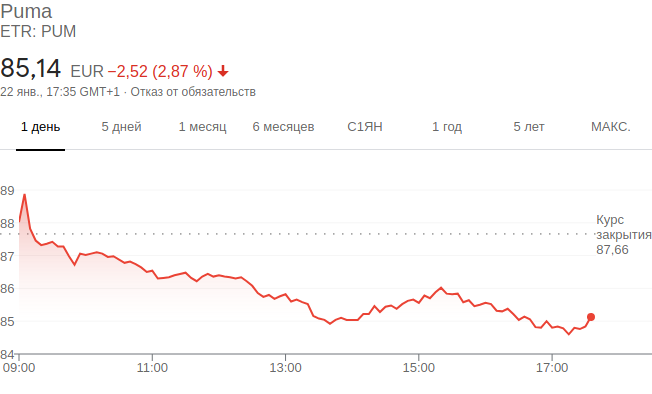 Puma
ETR: PUM
85,14 EUR −2,52 (2,87 %)
22 янв., 17:35 GMT+1 · Отказ от обязательств
1 день 5 дней 1 месяц 6 месяцев С1ЯН 1 год 5 лет МАКС.
89
88
87
86
85
84
Курс
закрытия
87,66
09:00 11:00 13:00 15:00 17:00